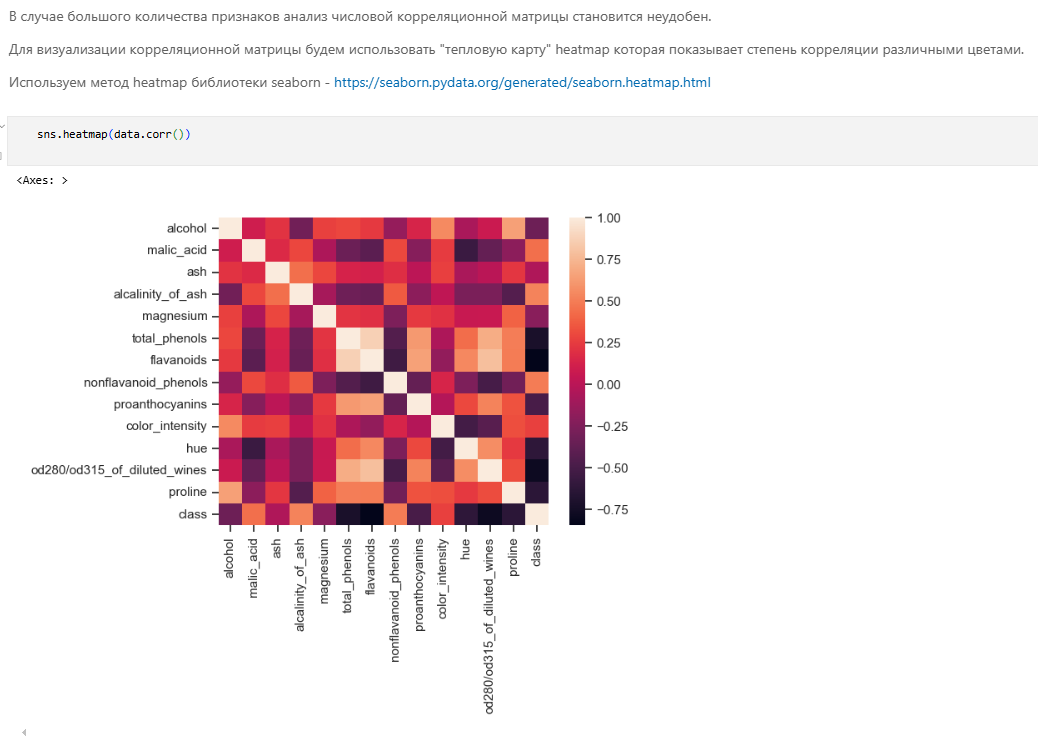 В случае большого количества признаков анализ числовой корреляционной матрицы становится неудобен.
Для визуализации корреляционной матрицы будем использовать "тепловую карту" heatmap которая показывает степень корреляции различными цветами.
Используем метод heatmap библиотеки seaborn - https://seaborn.pydata.org/generated/seaborn.heatmap.html
sns.heatmap(data.corr())
<Axes: >
alcohol
malic_acid
ash
alcalinity_of_ash
magnesium
total_phenols
flavanoids
nonflavanoid_phenols
proanthocyanins
color_intensity
hue
od280/od315_of_diluted_wines
proline
class
1.00
0.75
0.50
0.25
0.00
−0.25
−0.50
−0.75
alcohol
malic_acid
ash
alcalinity_of_ash
magnesium
total_phenols
flavanoids
nonflavanoid_phenols
proanthocyanins
color_intensity
hue
od280/od315_of_diluted_wines
proline
class